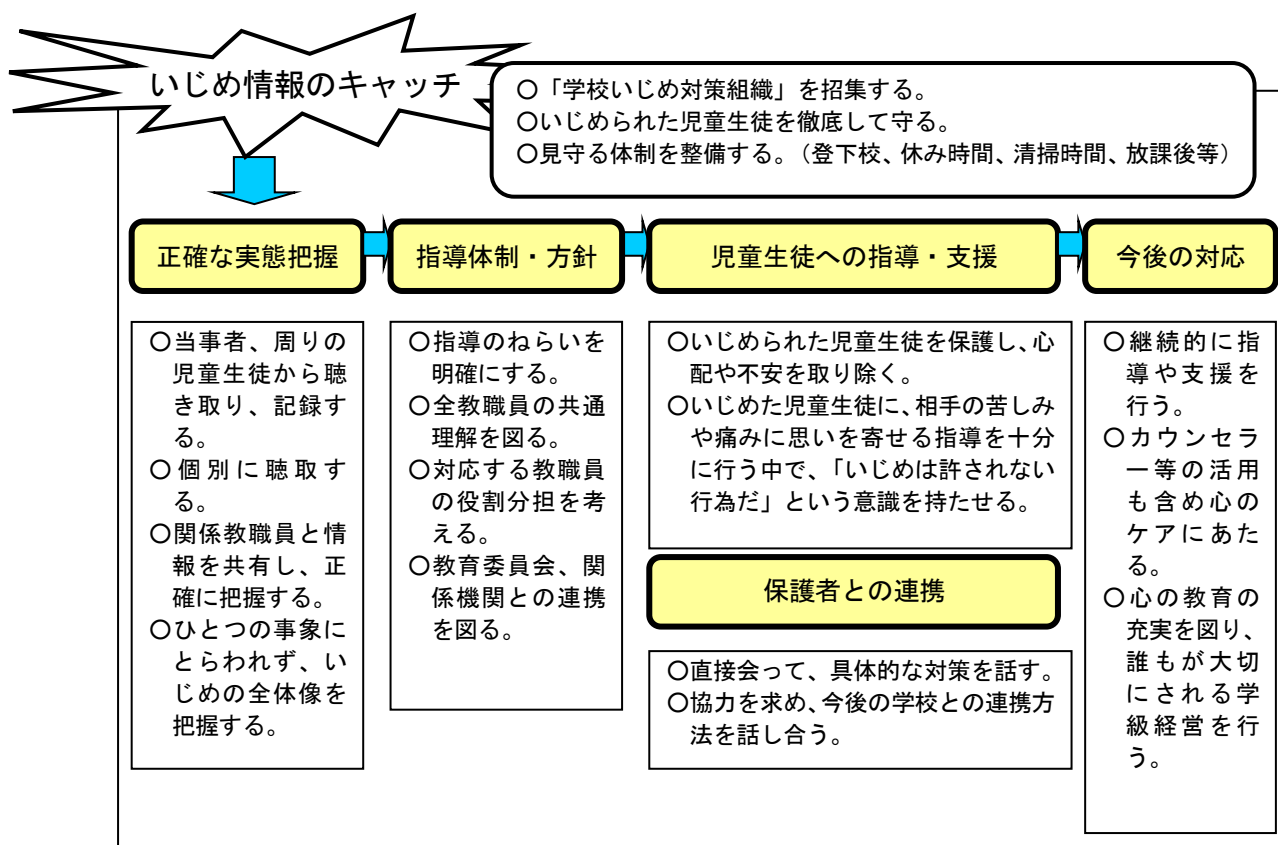 いじめ情報のキャッチ
〇「学校いじめ対策組織」を招集する。
〇いじめられた児童生徒を徹底して守る。
〇見守る体制を整備する。（登下校、休み時間、清掃時間、放課後等）
正確な実態把握
指導体制・方針
児童生徒への指導・支援
今後の対応
〇当事者、周りの
児童生徒から聴
き取り、記録す
る。
〇個別に聴取す
る。
〇関係教職員と情
報を共有し、正
確に把握する。
〇ひとつの事象に
とらわれず、い
じめの全体像を
把握する。
〇指導のねらいを
明確にする。
〇全教職員の共通
理解を図る。
〇対応する教職員
の役割分担を考
える。
〇教育委員会、関
係機関との連携
を図る。
〇いじめられた児童生徒を保護し、心
配や不安を取り除く。
〇いじめた児童生徒に、相手の苦しみ
や痛みに思いを寄せる指導を十分
に行う中で、「いじめは許されない
行為だ」という意識を持たせる。
保護者との連携
〇直接会って、具体的な対策を話す。
〇協力を求め、今後の学校との連携方
法を話し合う。
〇継続的に指
導や支援を
行う。
〇カウンセラ
ー等の活用
も含め心の
ケアにあた
る。
〇心の教育の
充実を図り、
誰もが大切
にされる学
級経営を行
う。